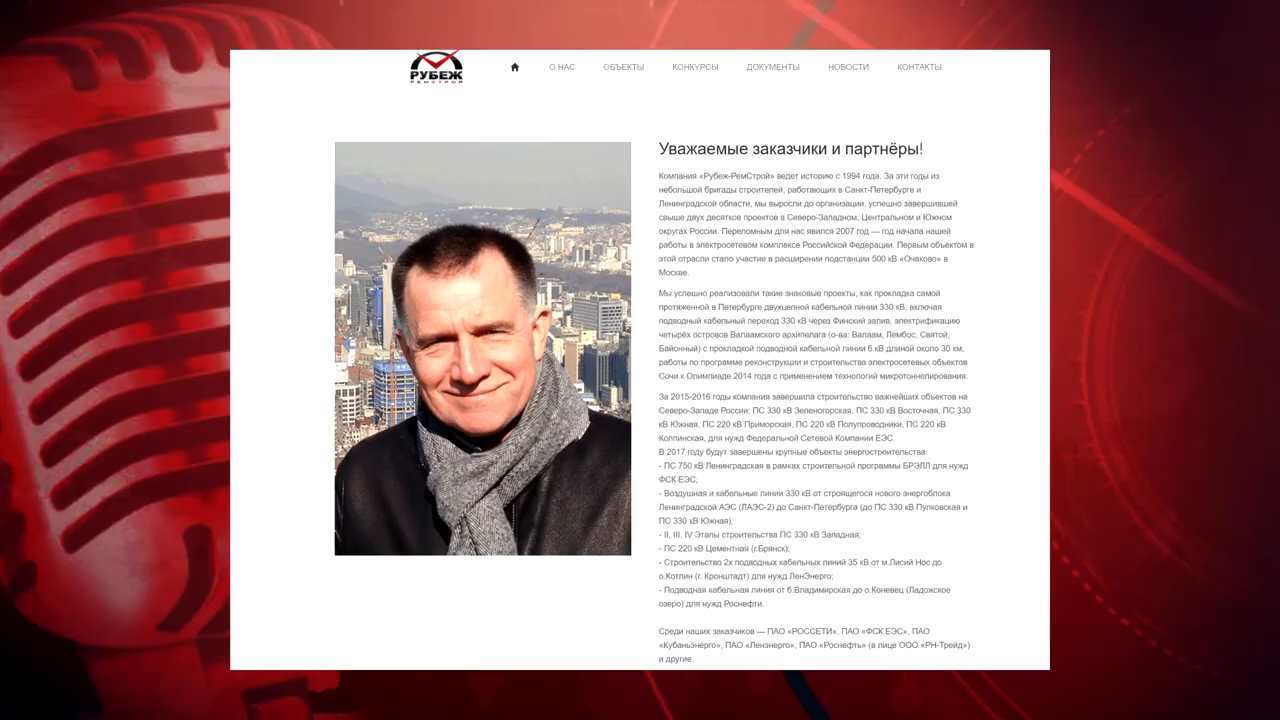 РУБЕЖ
РЕМСТРОЙ
О НАС ОБЪЕКТЫ КОНКУРСЫ ДОКУМЕНТЫ НОВОСТИ КОНТАКТЫ
Уважаемые заказчики и партнёры!
Компания «Рубеж-РемСтрой» ведет историю с 1994 года. За эти годы из
небольшой бригады строителей, работающих в Санкт-Петербурге и
Ленинградской области, мы выросли до организации, успешно завершившей
свыше двух десятков проектов в Северо-Западном, Центральном и Южном
округах России. Переломным для нас явился 2007 год — год начала нашей
работы в электросетевом комплексе Российской Федерации. Первым объектом в
этой отрасли стало участие в расширении подстанции 500 кВ «Очаково» в
Москве.
Мы успешно реализовали такие знаковые проекты, как прокладка самой
протяженной в Петербурге двухцепной кабельной линии 330 кВ, включая
подводный кабельный переход 330 кВ через Финский залив, электрификацию
четырёх островов Валаамского архипелага (о-ва: Валаам, Лембос, Святой,
Байонный) с прокладкой подводной кабельной линии 6 кВ длиной около 30 км,
работы по программе реконструкции и строительства электросетевых объектов
Сочи к Олимпиаде 2014 года с применением технологий микротоннелирования.
За 2015-2016 годы компания завершила строительство важнейших объектов на
Северо-Западе России: ПС 330 кВ Зеленогорская, ПС 330 кВ Восточная, ПС 330
кВ Южная, ПС 220 кВ Приморская, ПС 220 кВ Полупроводники, ПС 220 кВ
Колпинская, для нужд Федеральной Сетевой Компании ЕЭС.
В 2017 году будут завершены крупные объекты энергостроительства:
- ПС 750 кВ Ленинградская в рамках строительной программы БРЭЛЛ для нужд
ФСК ЕЭС;
- Воздушная и кабельные линии 330 кВ от строящегося нового энергоблока
Ленинградской АЭС (ЛАЭС-2) до Санкт-Петербурга (до ПС 330 кВ Пулковская и
ПС 330 кВ Южная);
- II, III, IV Этапы строительства ПС 330 кВ Западная;
- ПС 220 кВ Цементная (г.Брянск);
- Строительство 2х подводных кабельных линий 35 кВ от м.Лисий Нос до
о.Котлин (г. Кронштадт) для нужд ЛенЭнерго;
- Подводная кабельная линия от б.Владимирская до о.Коневец (Ладожское
озеро) для нужд Роснефти.
Среди наших заказчиков — ПАО «РОССЕТИ», ПАО «ФСК ЕЭС», ПАО
«Кубаньэнерго», ПАО «Ленэнерго», ПАО «Роснефть» (в лице ООО «РН-Трейд»)
и другие.